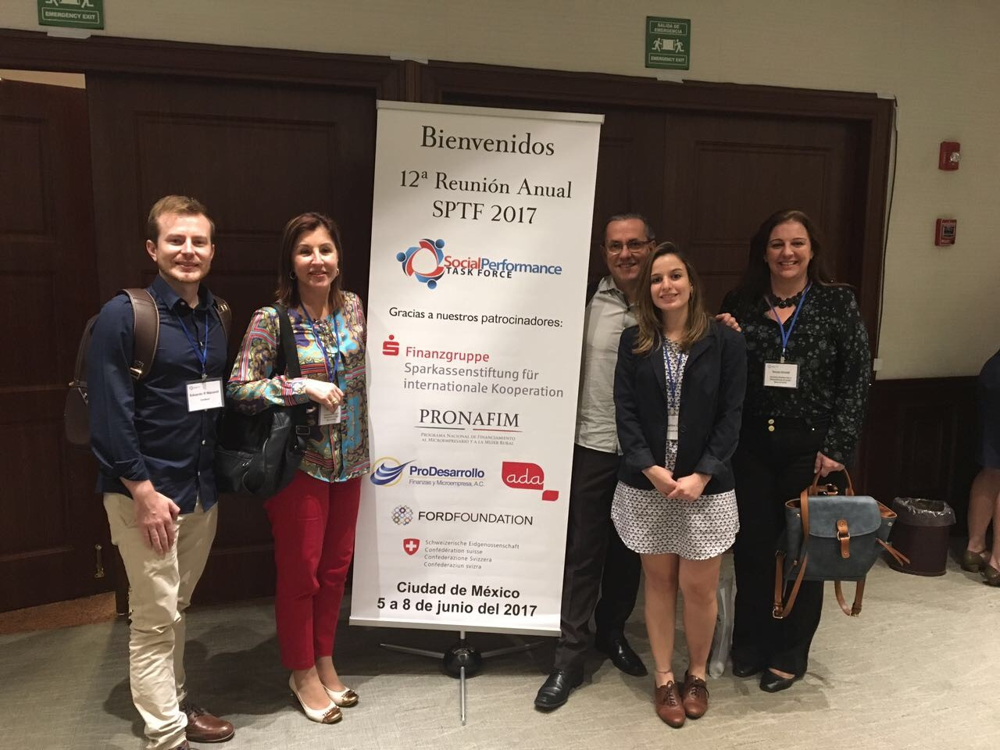 EMERGENCY EXIT
SALIDA DE
EMERGENCIA
EMERGENCY EXIT
Bienvenidos
12ª Reunión Anual
SPTF 2017
SocialPerformance
TASK FORCE
Gracias a nuestros patrocinadores:
Finanzgruppe
Sparkassenstiftung für
internationale Kooperation
PRONAFIM
PROGRAMA NACIONAL DE FINANCIAMIENTO
AL MICROEMPRESARIO Y A LA MUJER RURAL
ProDesarrollo
Finanzas y Microempresa, A.C.
ada
FORDFOUNDATION
Schweizerische Eidgenossenschaft
Confédération suisse
Confederazione Svizzera
Confederaziun svizra
Ciudad de México
5 a 8 de junio del 2017